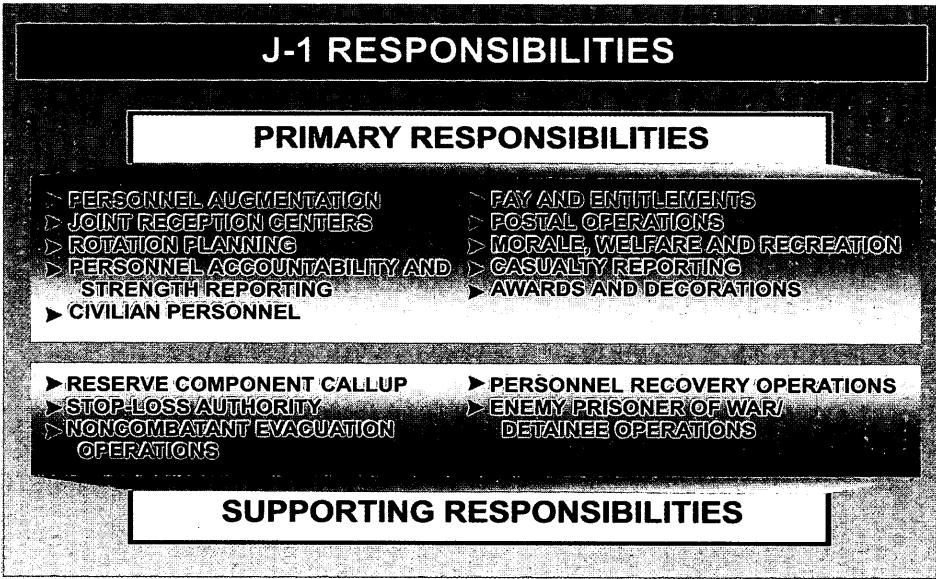 J-1 RESPONSIBILITIES
PRIMARY RESPONSIBILITIES
PERSONNEL AUGMENTATION
JOINT RECEPTION CENTERS
ROTATION PLANNING
PERSONNEL ACCOUNTABILITY AND
STRENGTH REPORTING
CIVILIAN PERSONNEL
PAY AND ENTITLEMENTS
POSTAL OPERATIONS
MORALE, WELFARE AND RECREATION
CASUALTY REPORTING
AWARDS AND DECORATIONS
RESERVE COMPONENT CALLUP
STOP-LOSS AUTHORITY
NONCOMBATANT EVACUATION
OPERATIONS
PERSONNEL RECOVERY OPERATIONS
ENEMY PRISONER OF WAR/
DETAINEE OPERATIONS
SUPPORTING RESPONSIBILITIES